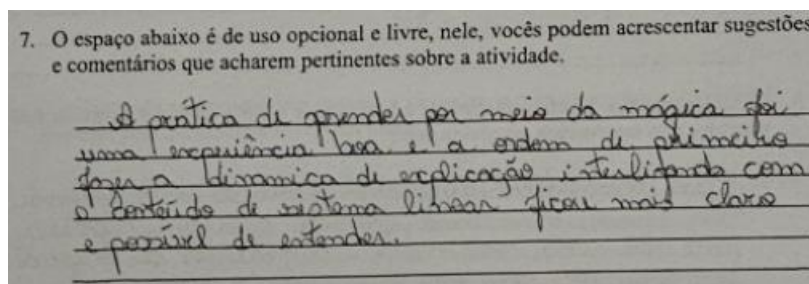 7. O espaço abaixo é de uso opcional e livre, nele, vocês podem acrescentar sugestões
e comentários que acharem pertinentes sobre a atividade.
A pratica de aprender por meio da mágica foi
uma experiência boa e a ordem de primeiro
fazer a dinamica de explicação interligando com
o conteúdo de sistema linear ficou mais claro
e possível de entender.